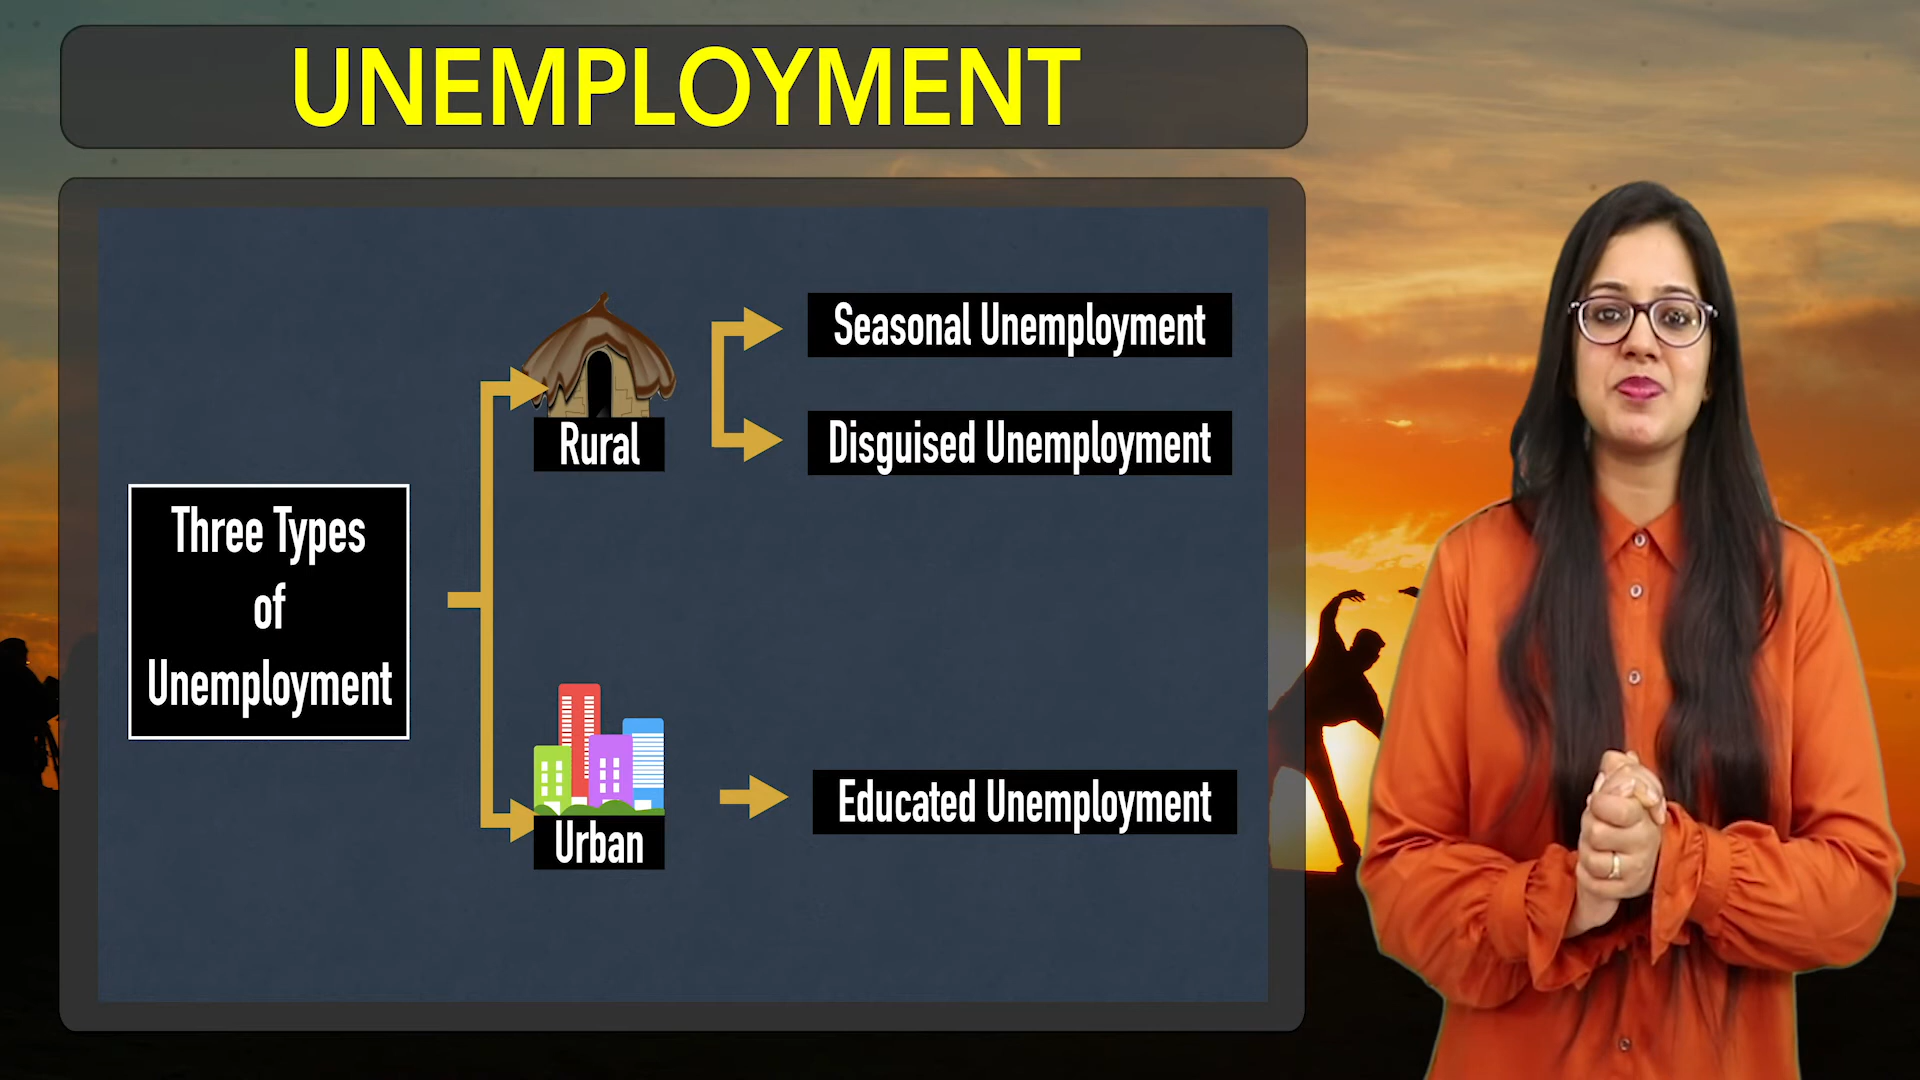 UNEMPLOYMENT
Three Types
of
Unemployment
Rural
Seasonal Unemployment
Disguised Unemployment
Urban
Educated Unemployment